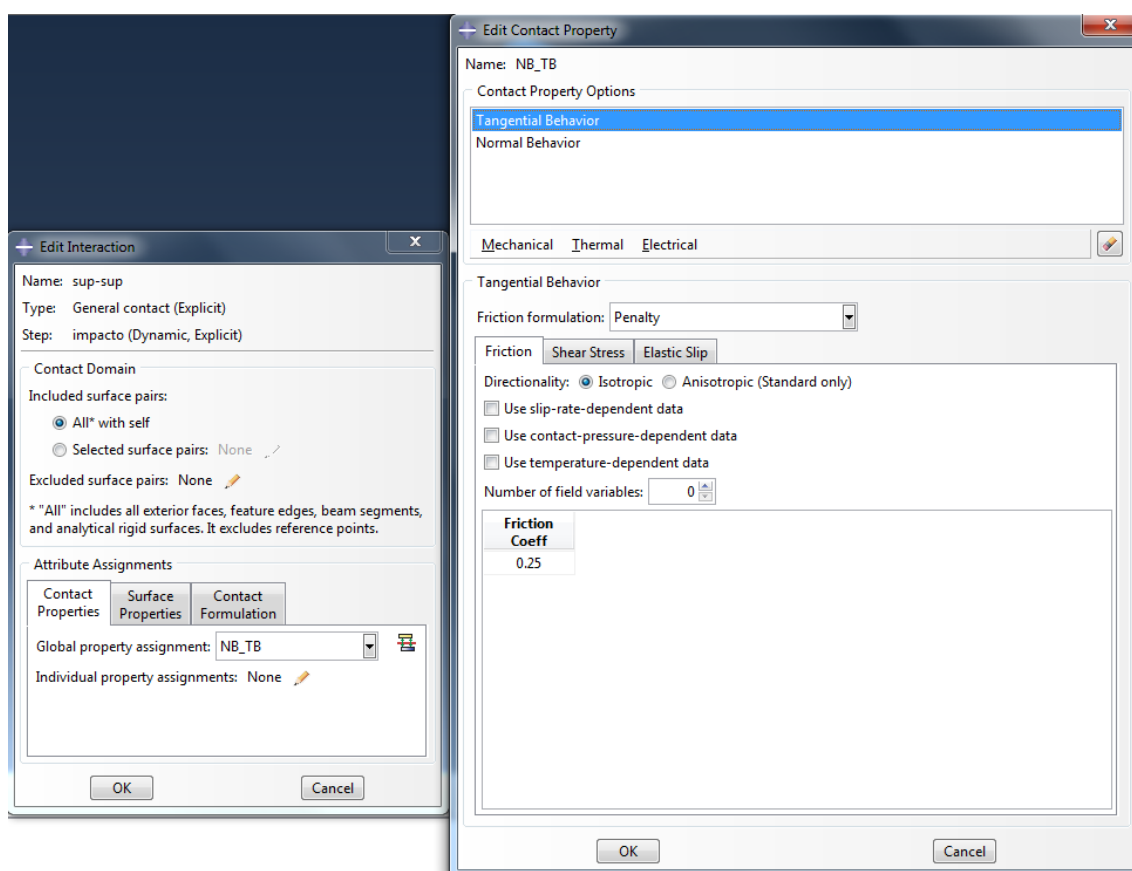 Edit Interaction
X
Name: sup-sup
Type: General contact (Explicit)
Step: impacto (Dynamic, Explicit)
Contact Domain
Included surface pairs:
All* with self
Selected surface pairs: None
Excluded surface pairs: None
* "All" includes all exterior faces, feature edges, beam segments,
and analytical rigid surfaces. It excludes reference points.
Attribute Assignments
Contact
Properties
Surface
Properties
Contact
Formulation
Global property assignment: NB_TB
Individual property assignments: None
OK
Cancel
Edit Contact Property
X
Name: NB_TB
Contact Property Options
Tangential Behavior
Normal Behavior
Mechanical Thermal Electrical
Tangential Behavior
Friction formulation: Penalty
Friction Shear Stress Elastic Slip
Directionality: Isotropic Anisotropic (Standard only)
Use slip-rate-dependent data
Use contact-pressure-dependent data
Use temperature-dependent data
Number of field variables: 0
Friction
Coeff
0.25
OK
Cancel